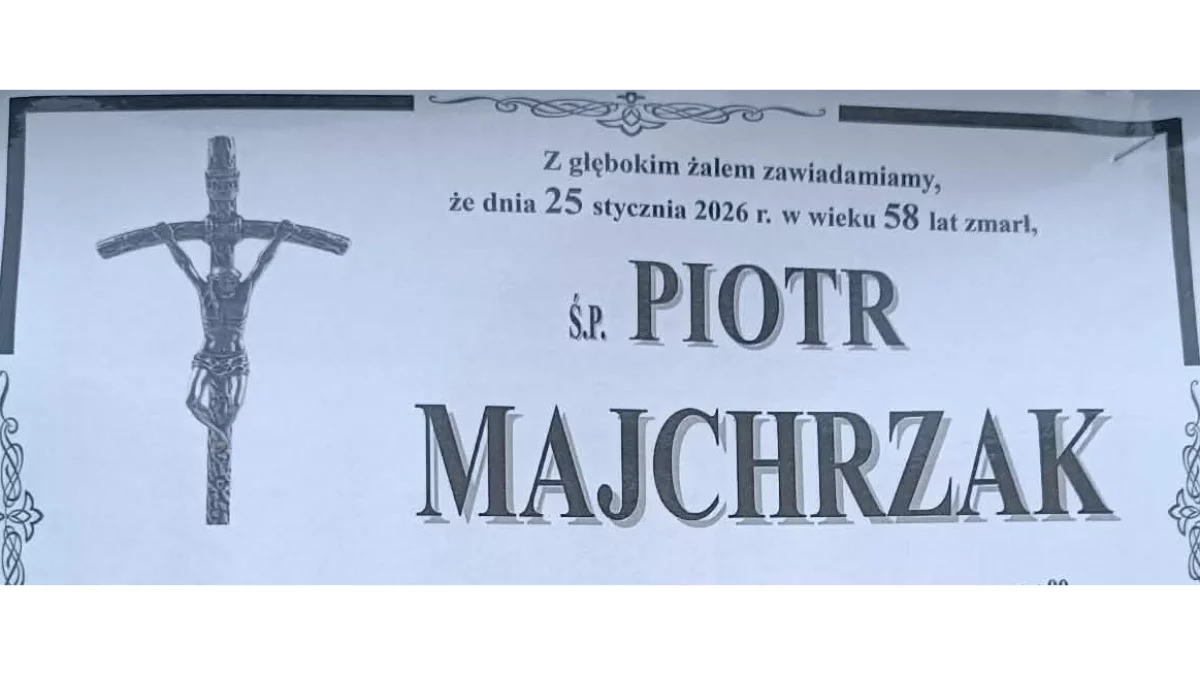 Z głębokim żalem zawiadamiamy,
że dnia 25 stycznia 2026 r. w wieku 58 lat zmarł,
Ś.P. PIOTR
MAJCHRZAK